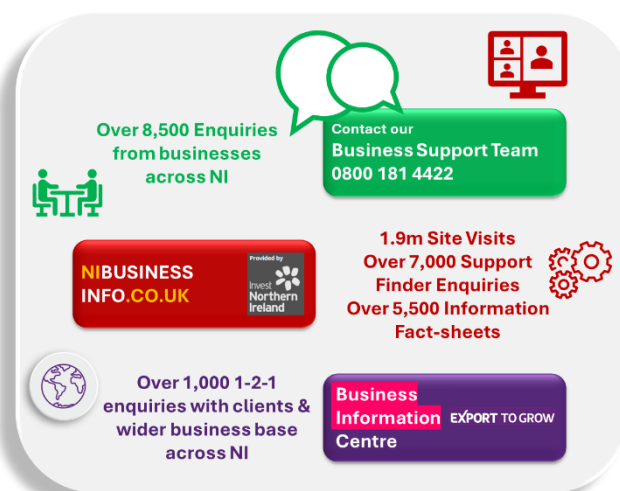 Over 8,500 Enquiries
from businesses
across NI
Contact our
Business Support Team
0800 181 4422
NIBUSINESS
INFO.CO.UK
Provided by
Invest
Northern
Ireland
1.9m Site Visits
Over 7,000 Support
Finder Enquiries
Over 5,500 Information
Fact-sheets
Over 1,000 1-2-1
enquiries with clients &
wider business base
across NI
Business
Information
Centre
EXPORT TO GROW